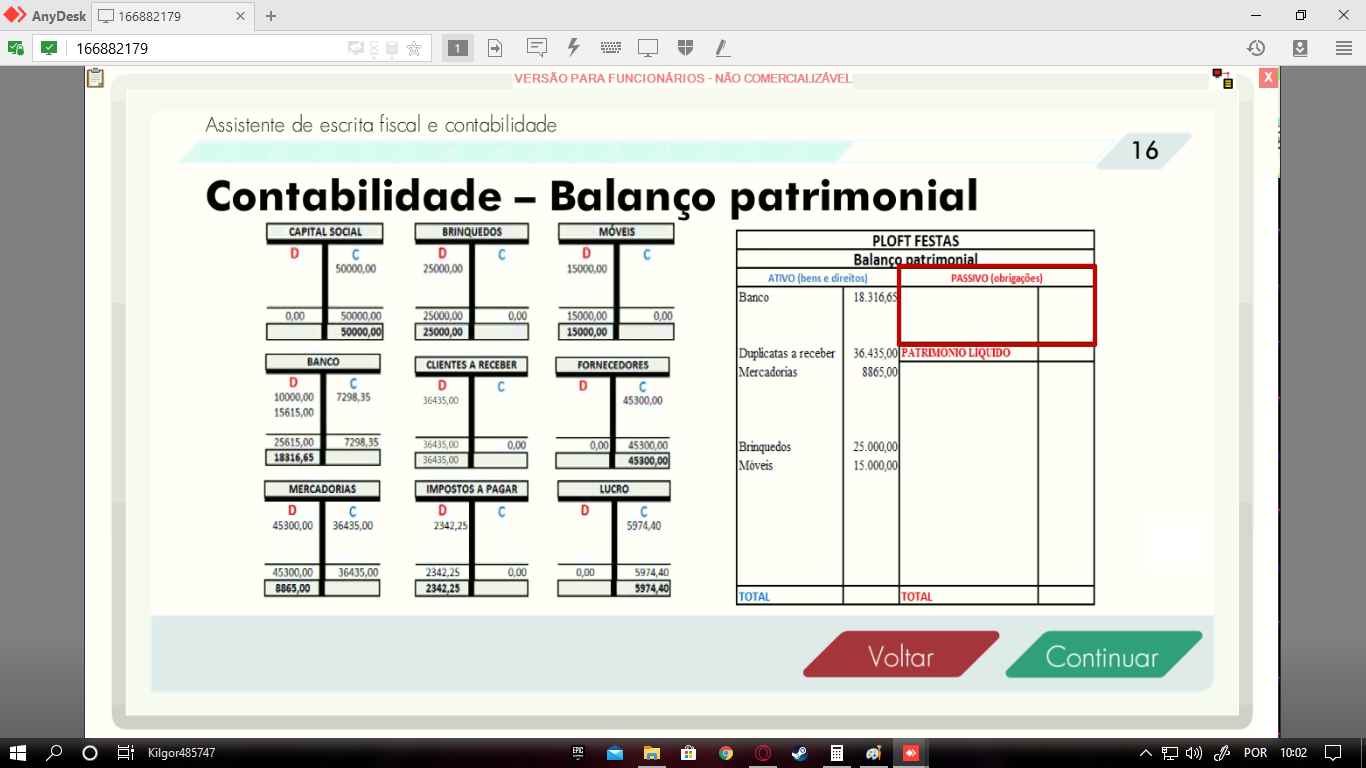 AnyDesk
166882179
166882179
1
VERSÃO PARA FUNCIONÁRIOS - NÃO COMERCIALIZÁVEL
X
Assistente de escrita fiscal e contabilidade
16
Contabilidade – Balanço patrimonial
CAPITAL SOCIAL
D C
50000,00
0,00 50000,00
50000,00
BRINQUEDOS
D C
25000,00
25000,00 0,00
25000,00
MÓVEIS
D C
15000,00
15000,00 0,00
15000,00
BANCO
D C
10000,00 7298,35
15615,00
25615,00 7298,35
18316,65
CLIENTES A RECEBER
D C
36435,00
36435,00 0,00
36435,00
FORNECEDORES
D C
45300,00
0,00 45300,00
45300,00
MERCADORIAS
D C
45300,00 36435,00
45300,00 36435,00
8865,00
IMPOSTOS A PAGAR
D C
2342,25
2342,25 0,00
2342,25
LUCRO
D C
5974,40
0,00 5974,40
5974,40
PLOFT FESTAS
Balanço patrimonial
ATIVO (bens e direitos) PASSIVO (obrigações)
Banco 18.316,65
Duplicatas a receber 36.435,00 PATRIMONIO LIQUIDO
Mercadorias 8865,00
Brinquedos 25.000,00
Móveis 15.000,00
TOTAL TOTAL
Voltar Continuar
Kilgor485747
EPIC
POR 10:02